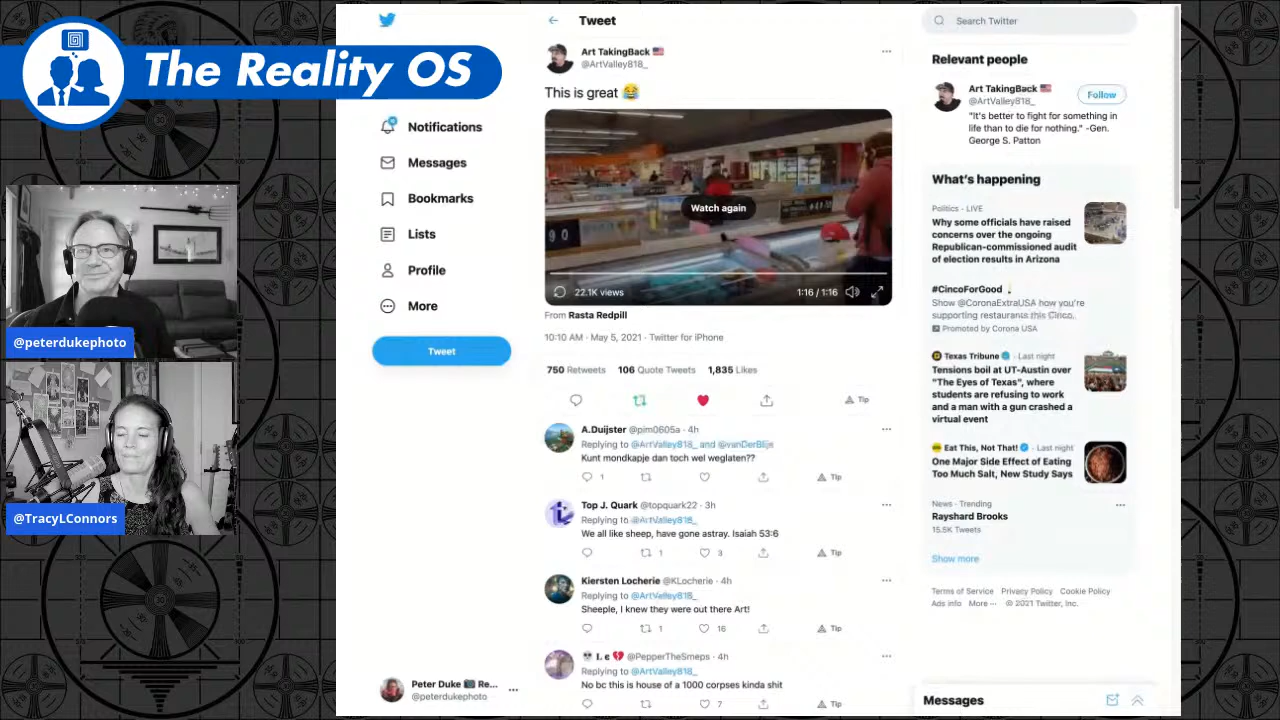 The Reality OS
@peterdukephoto
@TracyLConnors
Notifications
Messages
Bookmarks
Lists
Profile
More
Tweet
Peter Duke 📷 Re...
@peterdukephoto
Tweet
Art TakingBack 🇺🇸
@ArtValley818_
This is great 😂
Watch again
22.1K views
1:16 / 1:16
From Rasta Redpill
10:10 AM · May 5, 2021 · Twitter for iPhone
750 Retweets 106 Quote Tweets 1,835 Likes
Tip
A.Duijster @pim0605a · 4h
Replying to @ArtValley818_ and @vanDerBlijs
Kunt mondkapje dan toch wel weglaten??
1
Tip
Top J. Quark @topquark22 · 3h
Replying to @ArtValley818_
We all like sheep, have gone astray. Isaiah 53:6
1 3 Tip
Kiersten Locherie @KLocherie · 4h
Replying to @ArtValley818_
Sheeple, I knew they were out there Art!
1 16 Tip
@PepperTheSmeps · 4h
Replying to @ArtValley818_
No bc this is house of a 1000 corpses kinda shit
7 Tip
Search Twitter
Relevant people
Art TakingBack 🇺🇸
@ArtValley818_
Follow
"It's better to fight for something in
life than to die for nothing." -Gen.
George S. Patton
What's happening
Politics · LIVE
Why some officials have raised
concerns over the ongoing
Republican-commissioned audit
of election results in Arizona
#CincoForGood
Show @CoronaExtraUSA how you're
supporting restaurants this Cinco..
Promoted by Corona USA
Texas Tribune · Last night
Tensions boil at UT-Austin over
"The Eyes of Texas", where
students are refusing to work
and a man with a gun crashed a
virtual event
Eat This, Not That! · Last night
One Major Side Effect of Eating
Too Much Salt, New Study Says
News · Trending
Rayshard Brooks
15.5K Tweets
Show more
Terms of Service Privacy Policy Cookie Policy
Ads info More ··· © 2021 Twitter, Inc.
Messages